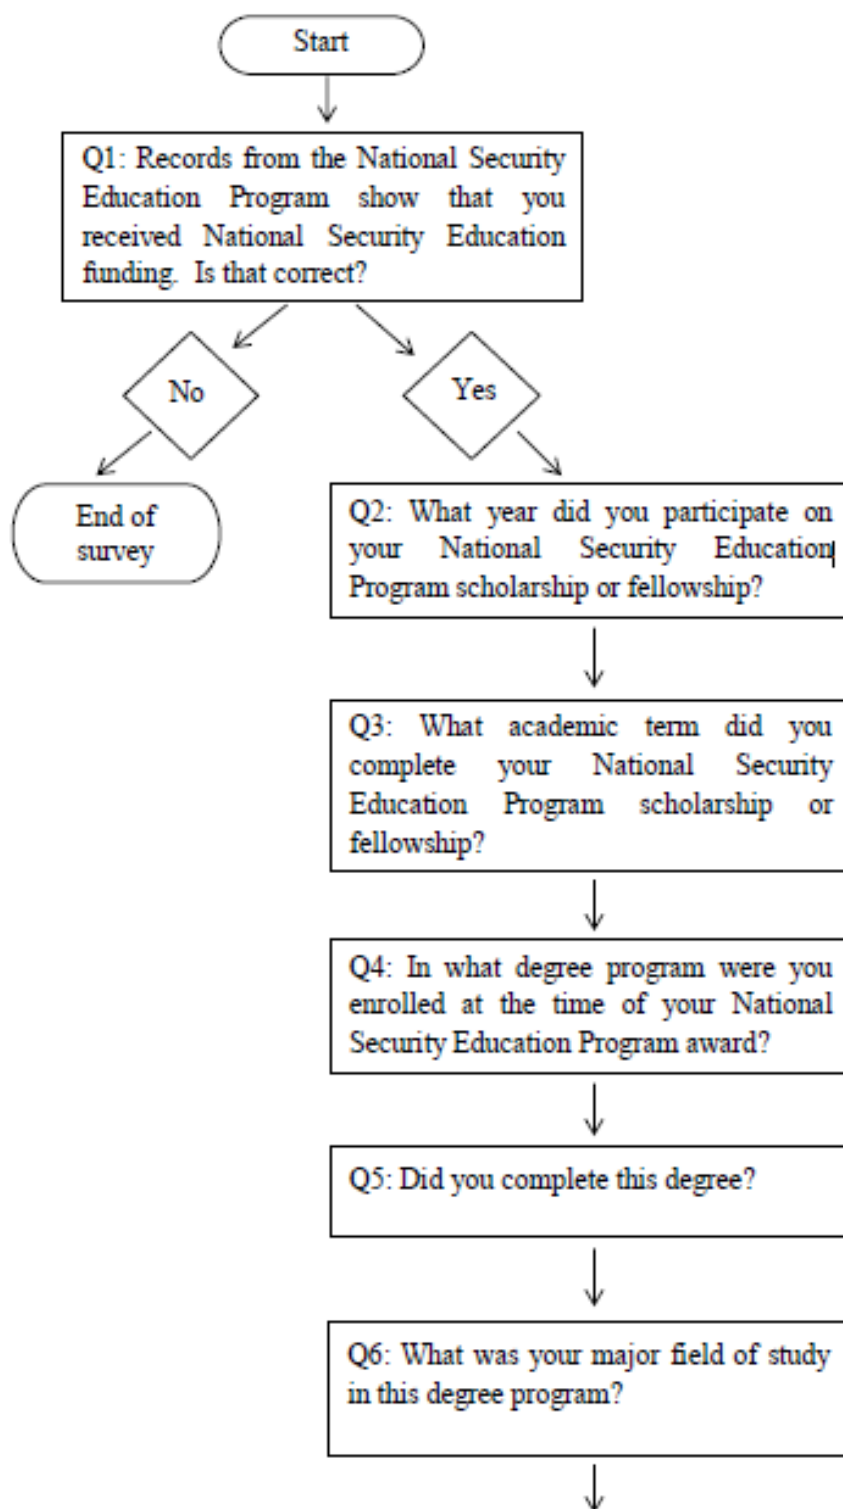 Start
Q1: Records from the National Security
Education Program show that you
received National Security Education
funding. Is that correct?
No
Yes
End of
survey
Q2: What year did you participate on
your National Security Education
Program scholarship or fellowship?
Q3: What academic term did you
complete your National Security
Education Program scholarship or
fellowship?
Q4: In what degree program were you
enrolled at the time of your National
Security Education Program award?
Q5: Did you complete this degree?
Q6: What was your major field of study
in this degree program?